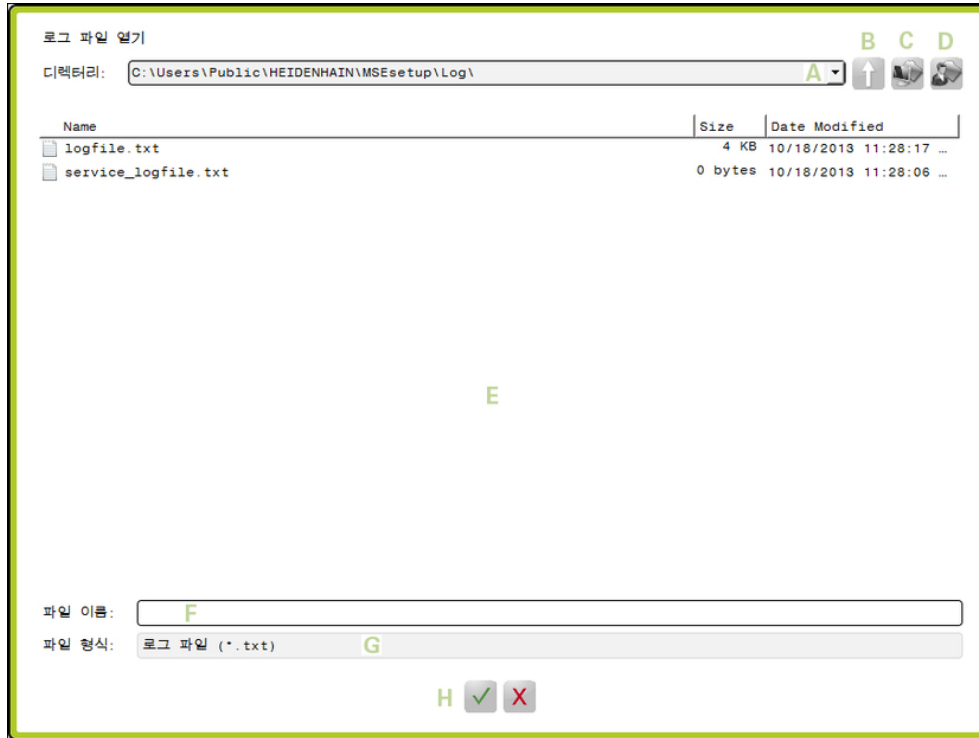 로그 파일 열기
B C D
디렉터리: C:\Users\Public\HEIDENHAIN\MSEsetup\Log\ A
Name Size Date Modified
logfile.txt 4 KB 10/18/2013 11:28:17 …
service_logfile.txt 0 bytes 10/18/2013 11:28:06 …
E
파일 이름: F
파일 형식: 로그 파일 (*.txt) G
H